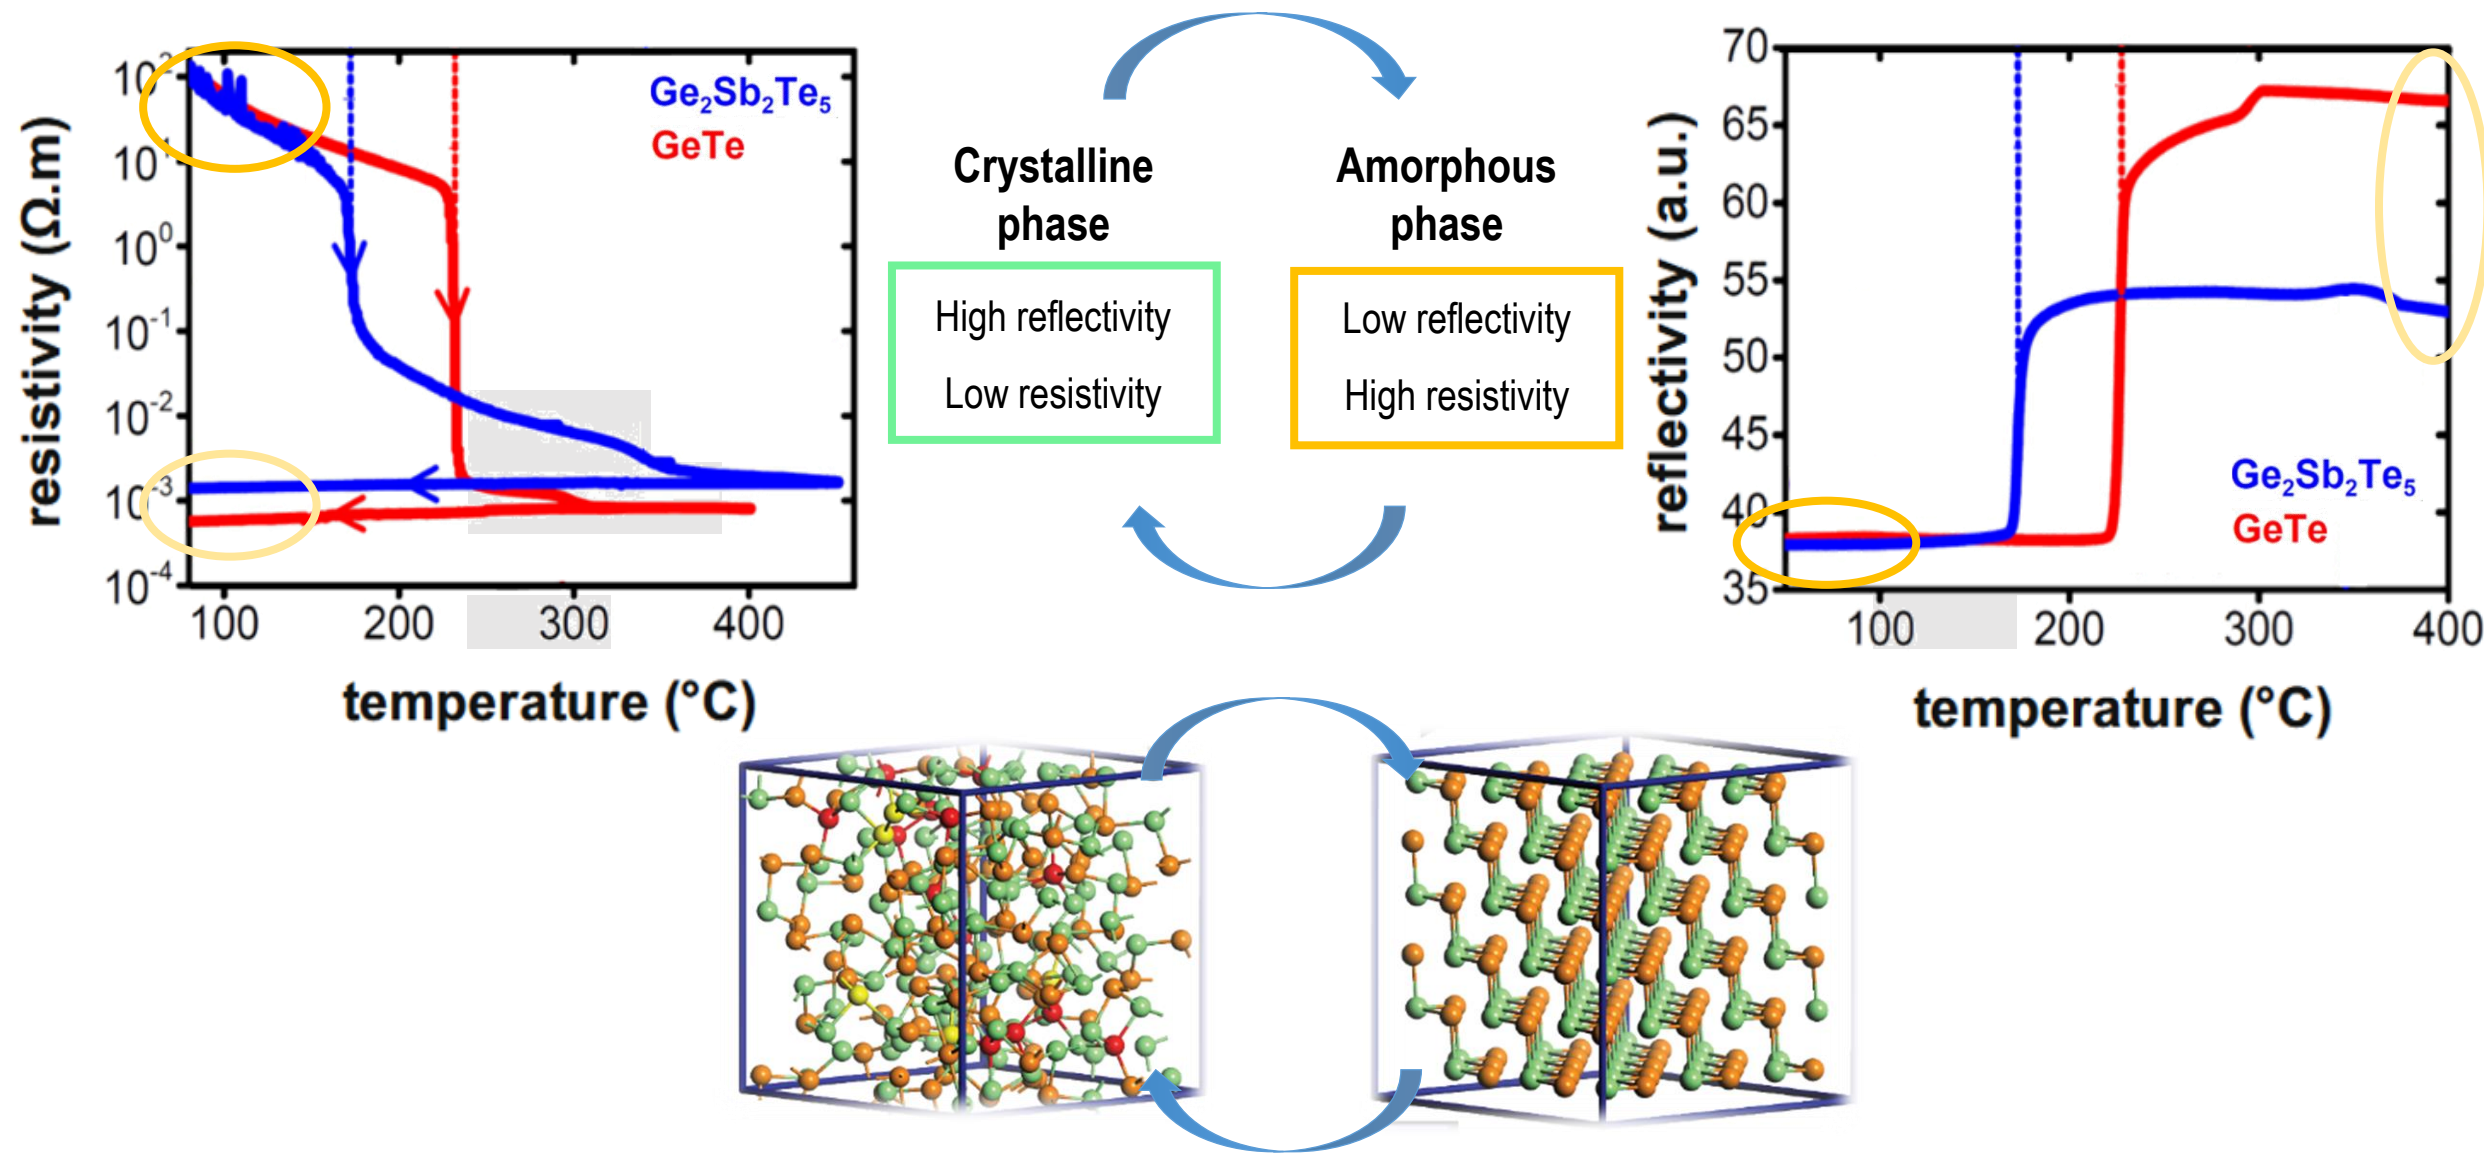 10²
10¹
10⁰
10⁻¹
10⁻²
10⁻³
10⁻⁴
resistivity (Ω.m)
Ge₂Sb₂Te₅
GeTe
100 200 300 400
temperature (°C)
Crystalline
phase
High reflectivity
Low resistivity
Amorphous
phase
Low reflectivity
High resistivity
70
65
60
55
50
45
40
35
reflectivity (a.u.)
Ge₂Sb₂Te₅
GeTe
100 200 300 400
temperature (°C)